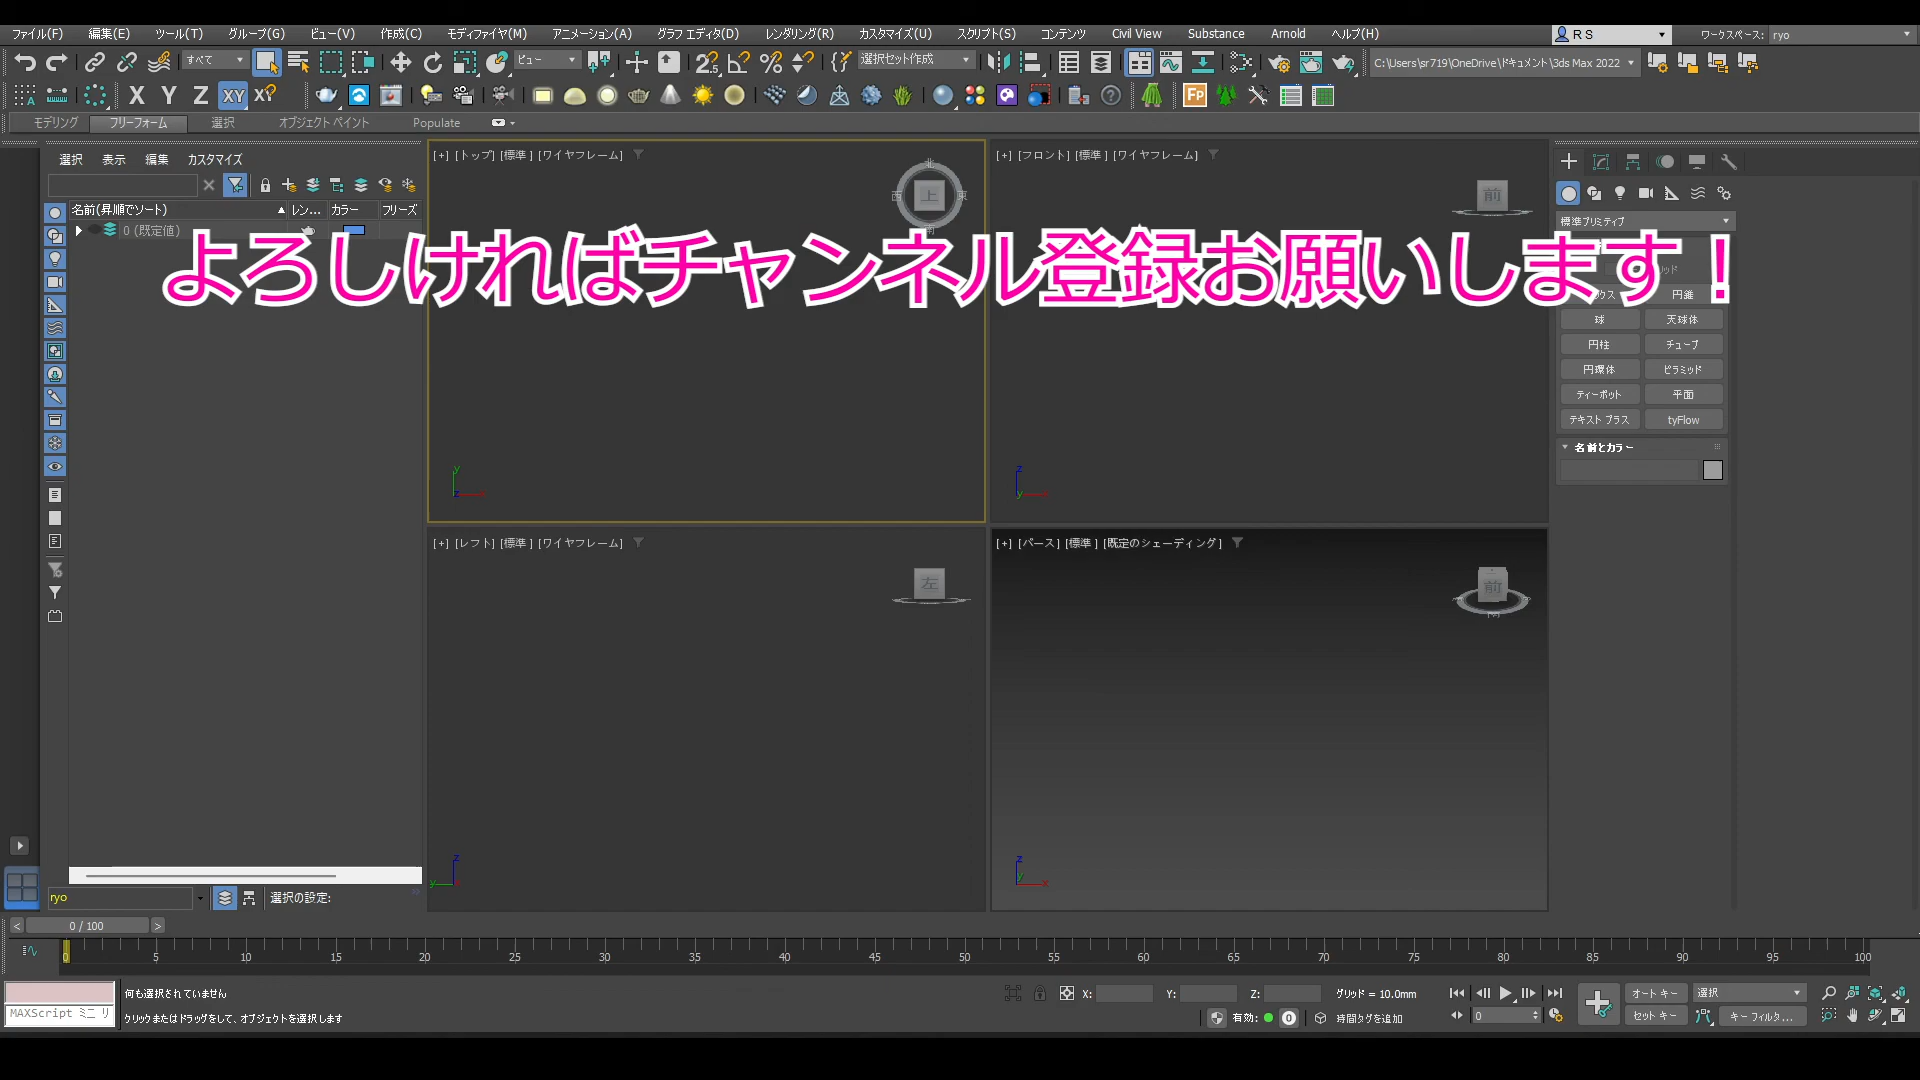 ファイル(F) 編集(E) ツール(T) グループ(G) ビュー(V) 作成(C) モディファイヤ(M) アニメーション(A) グラフ エディタ(D) レンダリング(R) カスタマイズ(U) スクリプト(S) コンテンツ Civil View Substance Arnold ヘルプ(H) R S ワークスペース: ryo
すべて ビュー 選択セット作成 C:\Users\sr719\OneDrive\ドキュメント\3ds Max 2022
X Y Z XY Fp
モデリング フリーフォーム 選択 オブジェクト ペイント Populate
選択 表示 編集 カスタマイズ
名前(昇順でソート) レン... カラー フリーズ
0 (既定値)
[+] [トップ] [標準 ] [ワイヤフレーム]
上
北
西
東
南
[+] [フロント] [標準 ] [ワイヤフレーム]
前
標準プリミティブ
よろしければチャンネル登録お願いします！
円錐
球 天球体
円柱 チューブ
円環体 ピラミッド
ティーポット 平面
テキスト プラス tyFlow
名前とカラー
y
z
z
y
[+] [レフト] [標準 ] [ワイヤフレーム]
左
[+] [パース] [標準 ] [既定のシェーディング]
前
z
y
z
y
x
ryo 選択の設定:
< 0 / 100 >
0 5 10 15 20 25 30 35 40 45 50 55 60 65 70 75 80 85 90 95 100
何も選択されていません X: Y: Z: グリッド = 10.0mm オート キー 選択
MAXScript ミニ リ クリックまたはドラッグをして、オブジェクトを選択します 有効: 0 時間タグを追加 0 セット キー キー フィルタ...